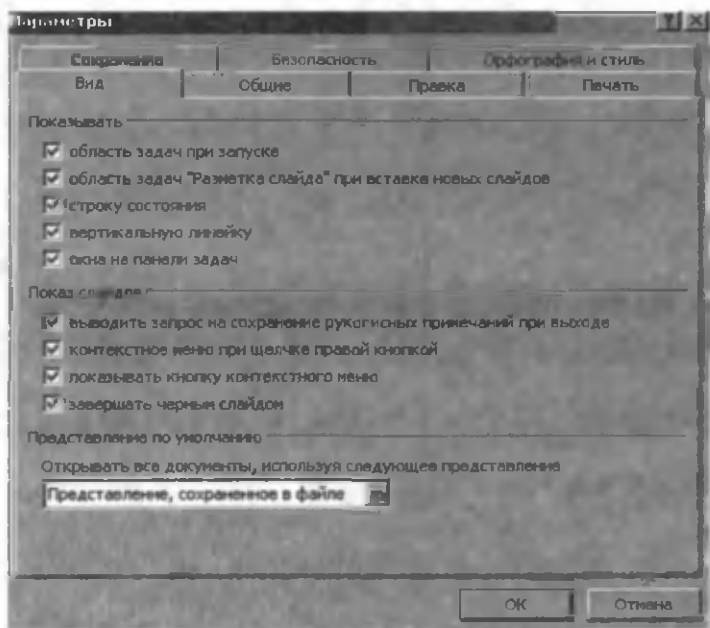 Параметры
Сохранение Безопасность Орфография и стиль
Вид Общие Правка Печать
Показывать
область задач при запуске
область задач "Разметка слайда" при вставке новых слайдов
строку состояния
вертикальную линейку
окна на панели задач
Показ слайдов
выводить запрос на сохранение рукописных примечаний при выходе
контекстное меню при щелчке правой кнопкой
показывать кнопку контекстного меню
завершать черным слайдом
Представление по умолчанию
Открывать все документы, используя следующее представление
Представление, сохраненное в файле
ОК Отмена